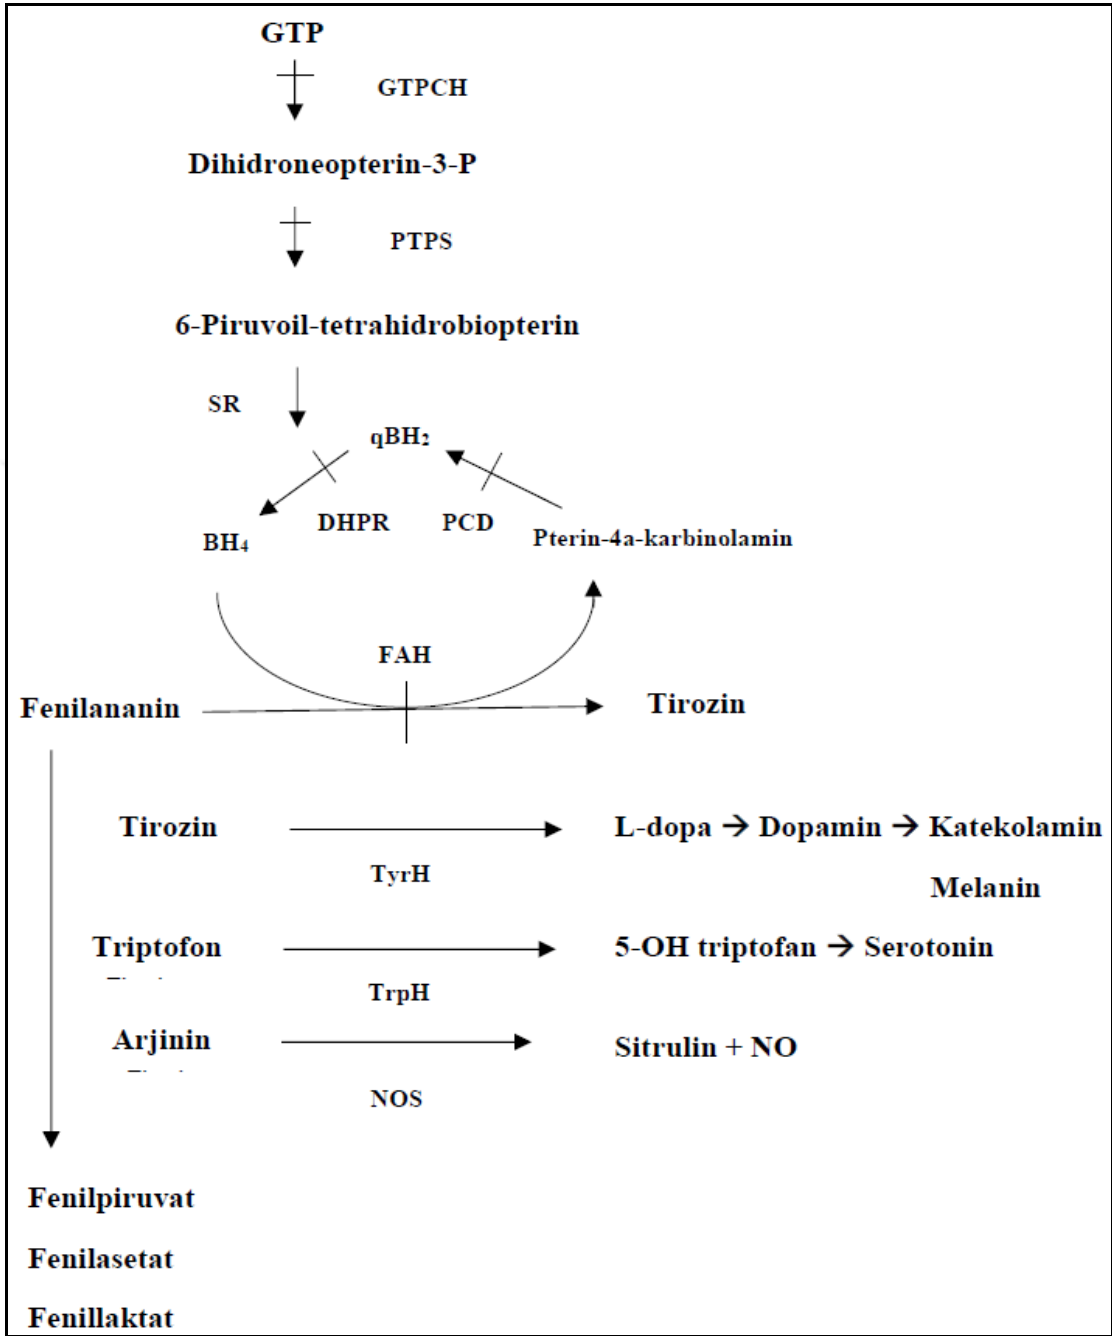 GTP
GTPCH
Dihidroneopterin-3-P
PTPS
6-Piruvoil-tetrahidrobiopterin
SR
qBH₂
DHPR PCD
Pterin-4a-karbinolamin
BH₄
FAH
Fenilananin Tirozin
Tirozin L-dopa → Dopamin → Katekolamin
TyrH
Melanin
Triptofon 5-OH triptofan → Serotonin
TrpH
Arjinin Sitrulin + NO
NOS
Fenilpiruvat
Fenilasetat
Fenillaktat